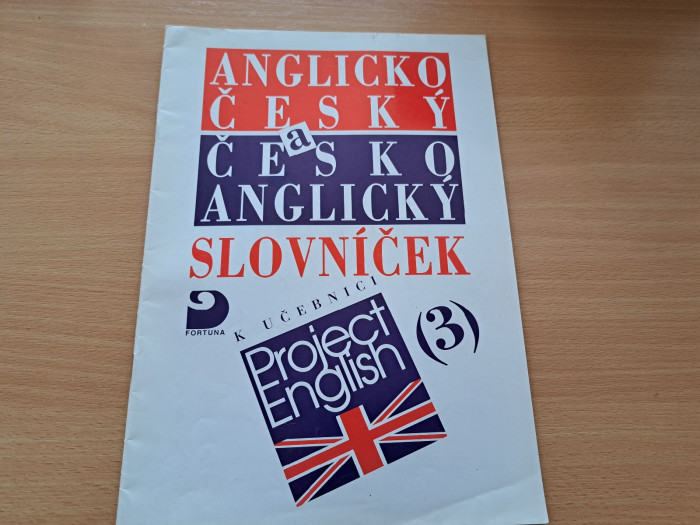 ANGLICKO
ČESKÝ
a
ČESKO
ANGLICKÝ
SLOVNÍČEK
FORTUNA
K UČEBNICI
Project
English
(3)